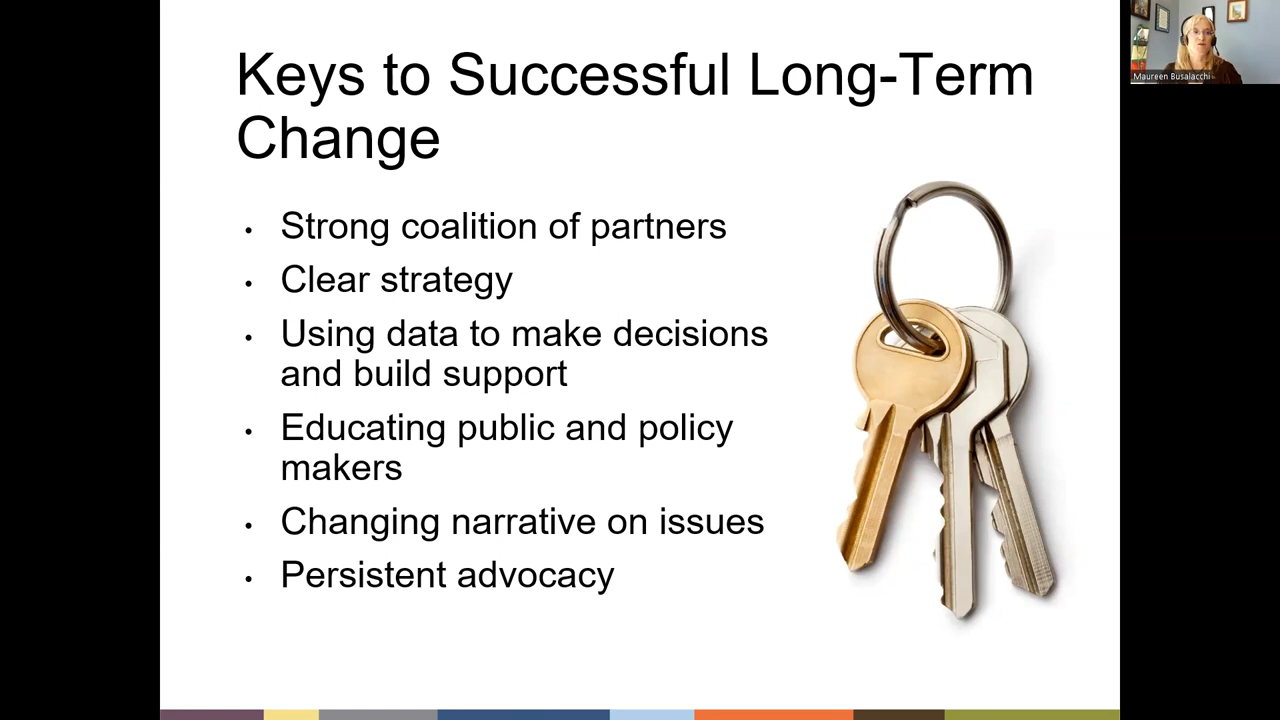 Keys to Successful Long-Term
Change
• Strong coalition of partners
• Clear strategy
• Using data to make decisions
and build support
• Educating public and policy
makers
• Changing narrative on issues
• Persistent advocacy
Maureen Busalacchi